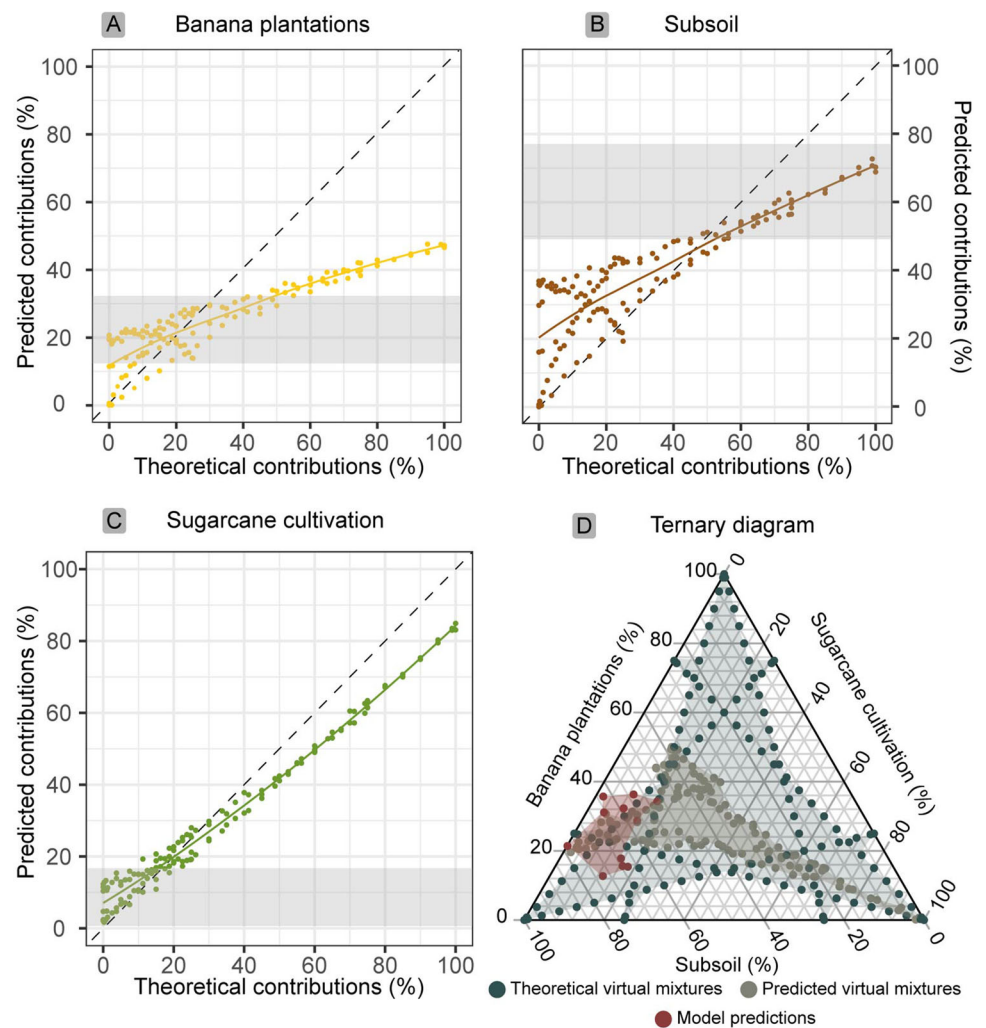 A Banana plantations
B Subsoil
100
80
60
40
20
0
Predicted contributions (%)
0 20 40 60 80 100
Theoretical contributions (%)
100
80
60
40
20
0
Predicted contributions (%)
0 20 40 60 80 100
Theoretical contributions (%)
C Sugarcane cultivation
100
80
60
40
20
0
Predicted contributions (%)
0 20 40 60 80 100
Theoretical contributions (%)
D Ternary diagram
100
80
60
40
20
0
Banana plantations (%)
0
20
40
60
80
100
Sugarcane cultivation (%)
100 80 60 40 20 0
Subsoil (%)
Theoretical virtual mixtures Predicted virtual mixtures
Model predictions